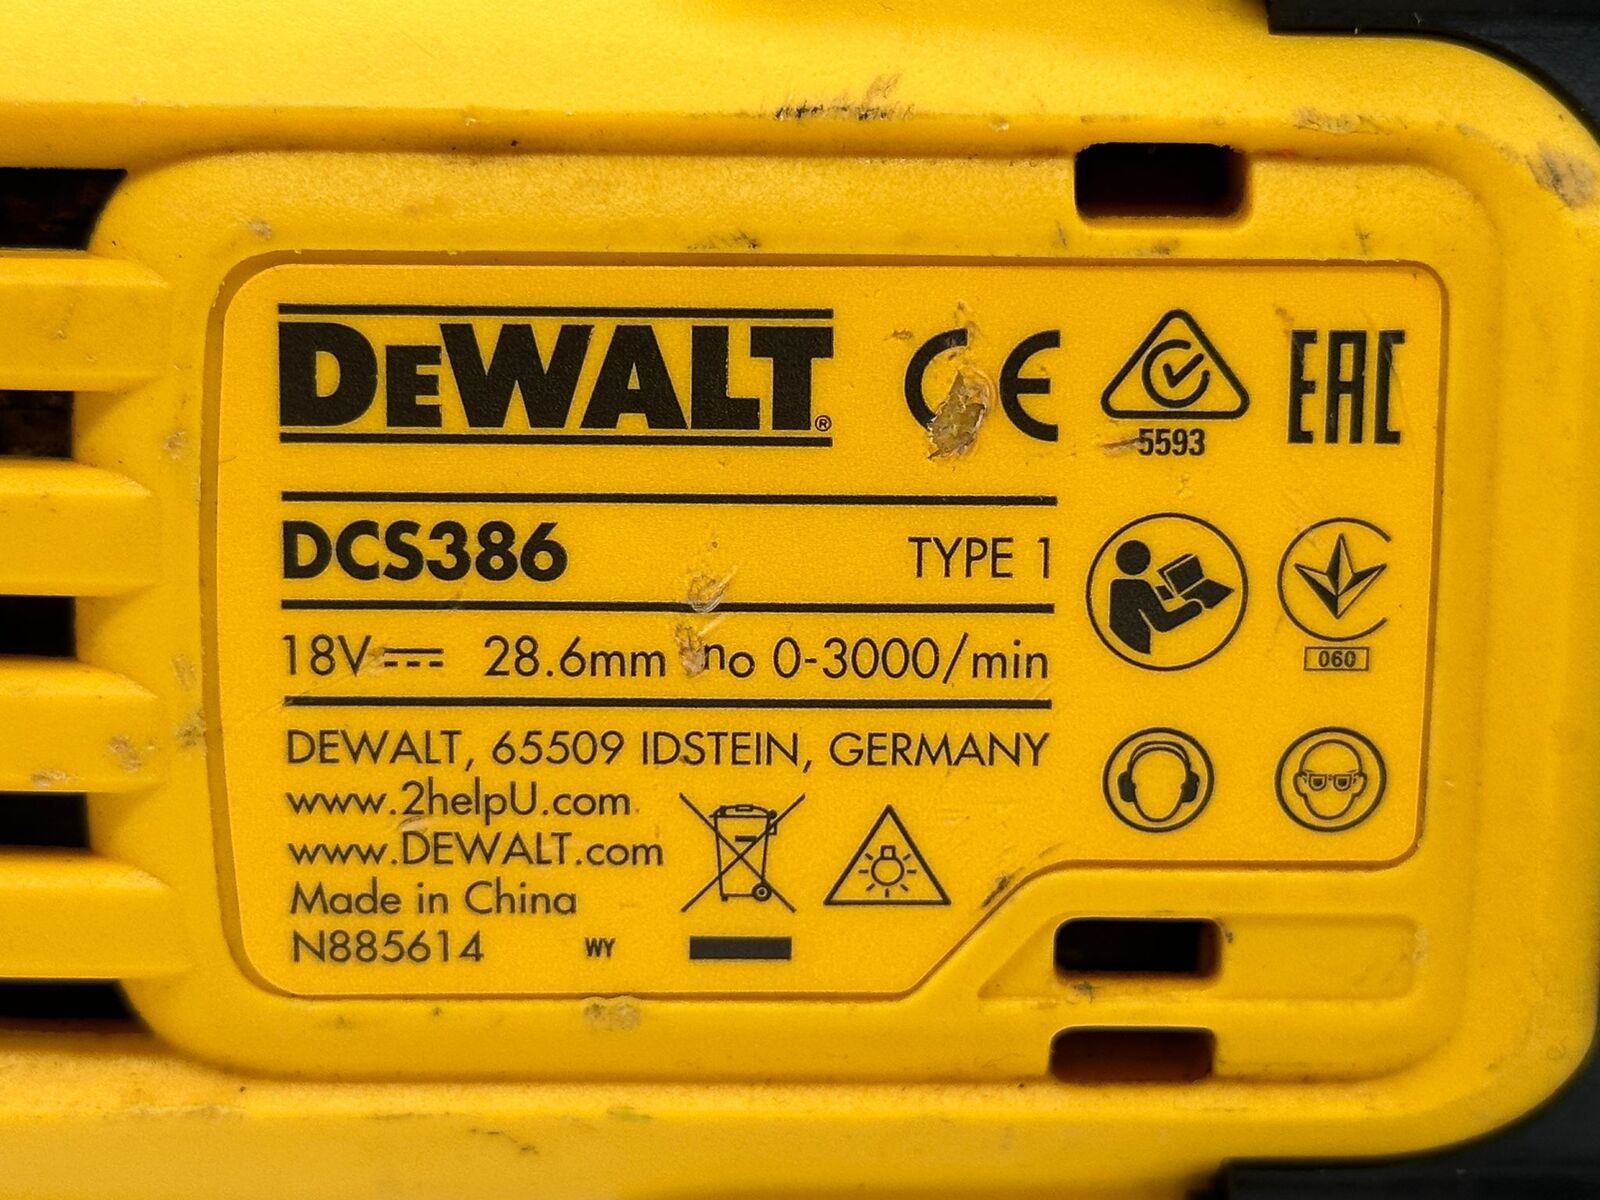 DEWALT®
CE
5593
EAC
DCS386 TYPE 1
18V 28.6mm no 0-3000/min
060
DEWALT, 65509 IDSTEIN, GERMANY
www.2helpU.com
www.DEWALT.com
Made in China
N885614 WY